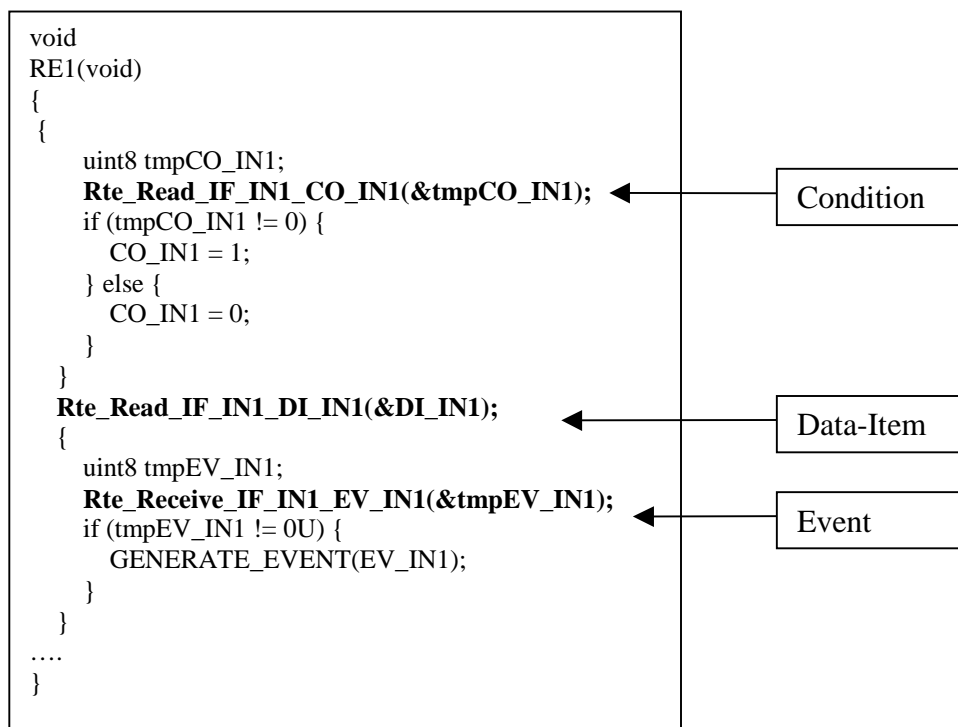 void
RE1(void)
{
{
uint8 tmpCO_IN1;
Rte_Read_IF_IN1_CO_IN1(&tmpCO_IN1);
Condition
if (tmpCO_IN1 != 0) {
CO_IN1 = 1;
} else {
CO_IN1 = 0;
}
}
Rte_Read_IF_IN1_DI_IN1(&DI_IN1);
Data-Item
{
uint8 tmpEV_IN1;
Rte_Receive_IF_IN1_EV_IN1(&tmpEV_IN1);
Event
if (tmpEV_IN1 != 0U) {
GENERATE_EVENT(EV_IN1);
}
}
….
}